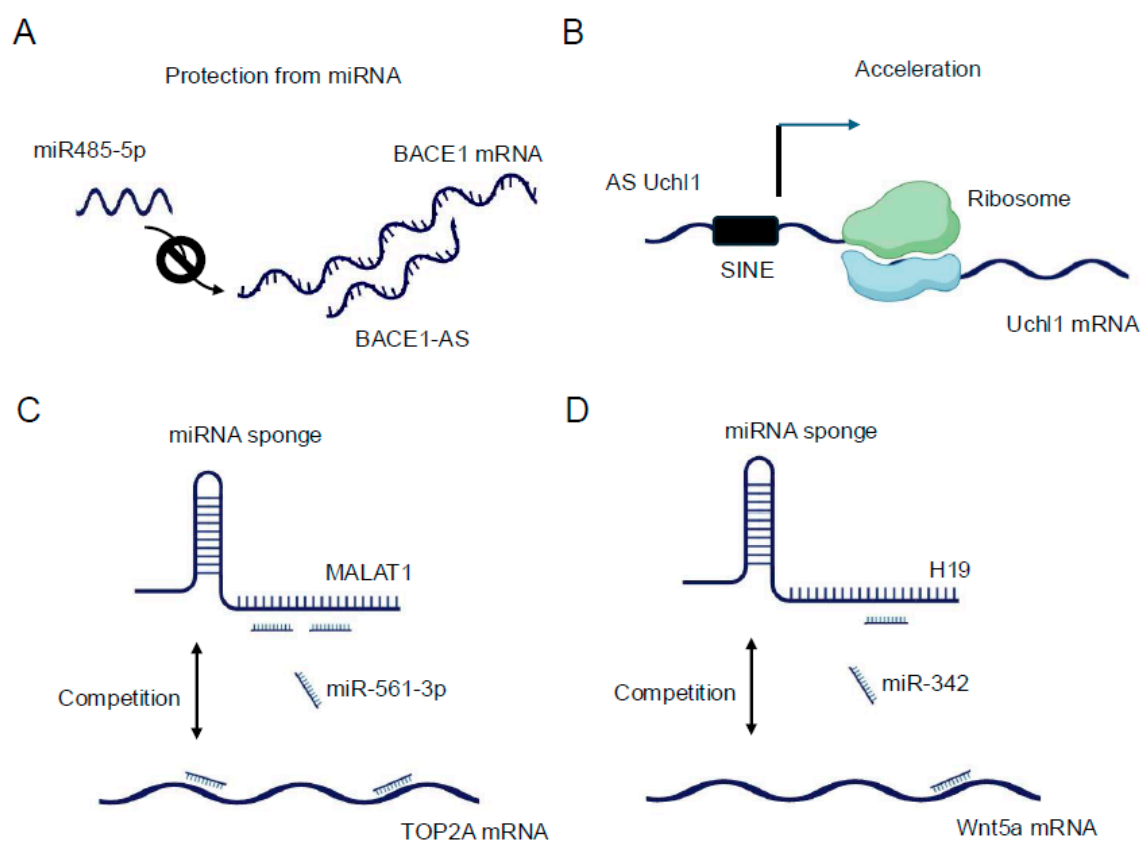 A
Protection from miRNA
miR485-5p
BACE1 mRNA
BACE1-AS
B
Acceleration
AS Uchl1
Ribosome
SINE
Uchl1 mRNA
C
miRNA sponge
MALAT1
Competition
miR-561-3p
TOP2A mRNA
D
miRNA sponge
H19
Competition
miR-342
Wnt5a mRNA